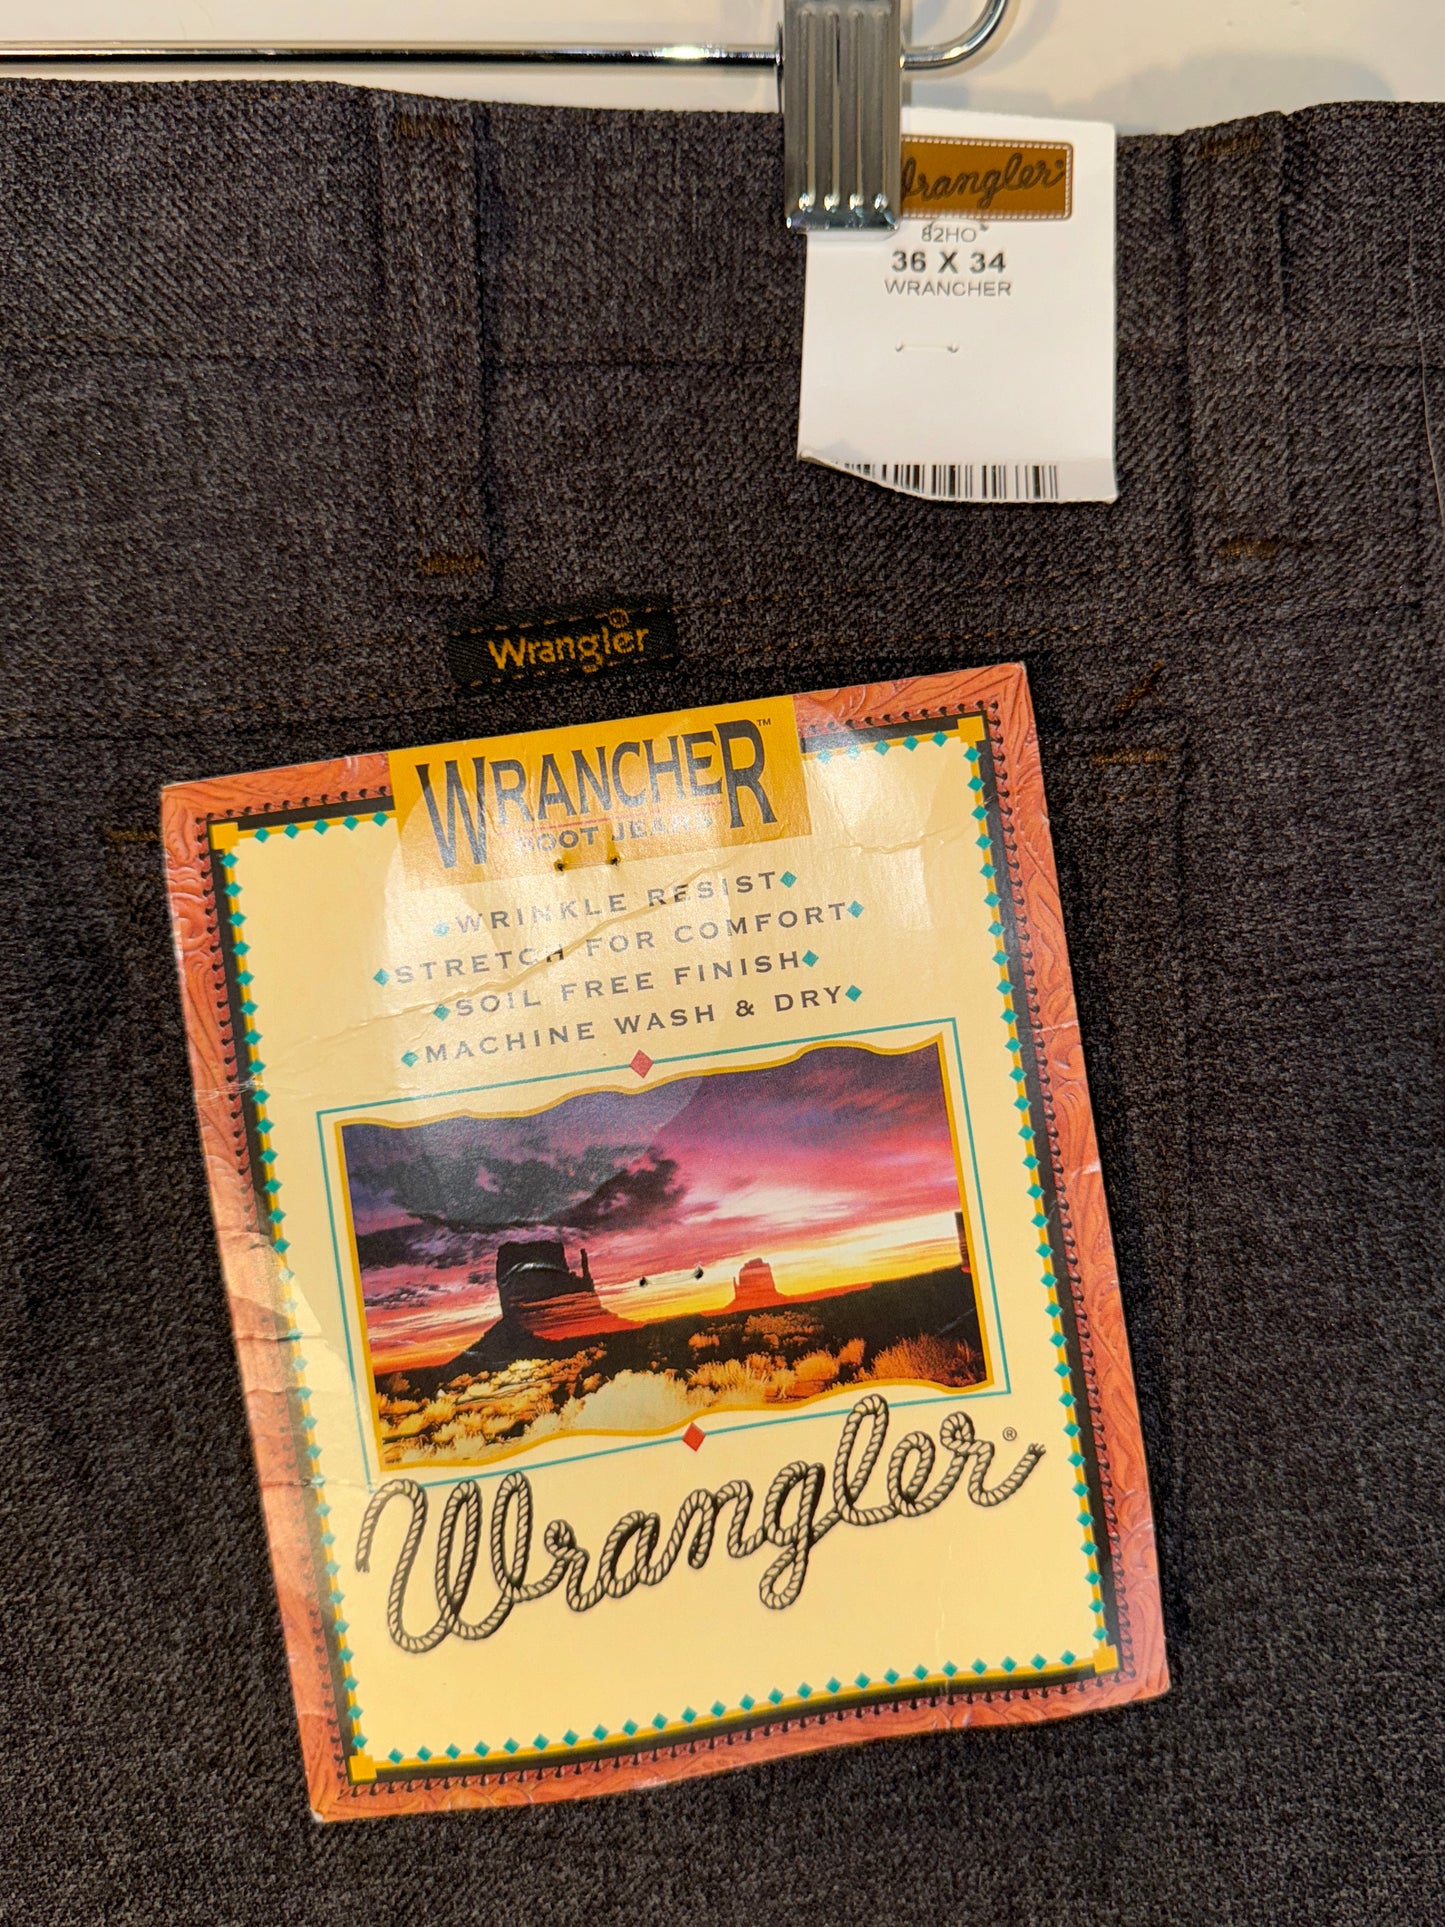 Wrangler®
82HO
36 X 34
WRANCHER
Wrangler®
WRANCHER™
BOOT JEANS
WRINKLE RESIST
STRETCH FOR COMFORT
SOIL FREE FINISH
MACHINE WASH & DRY
Wrangler®